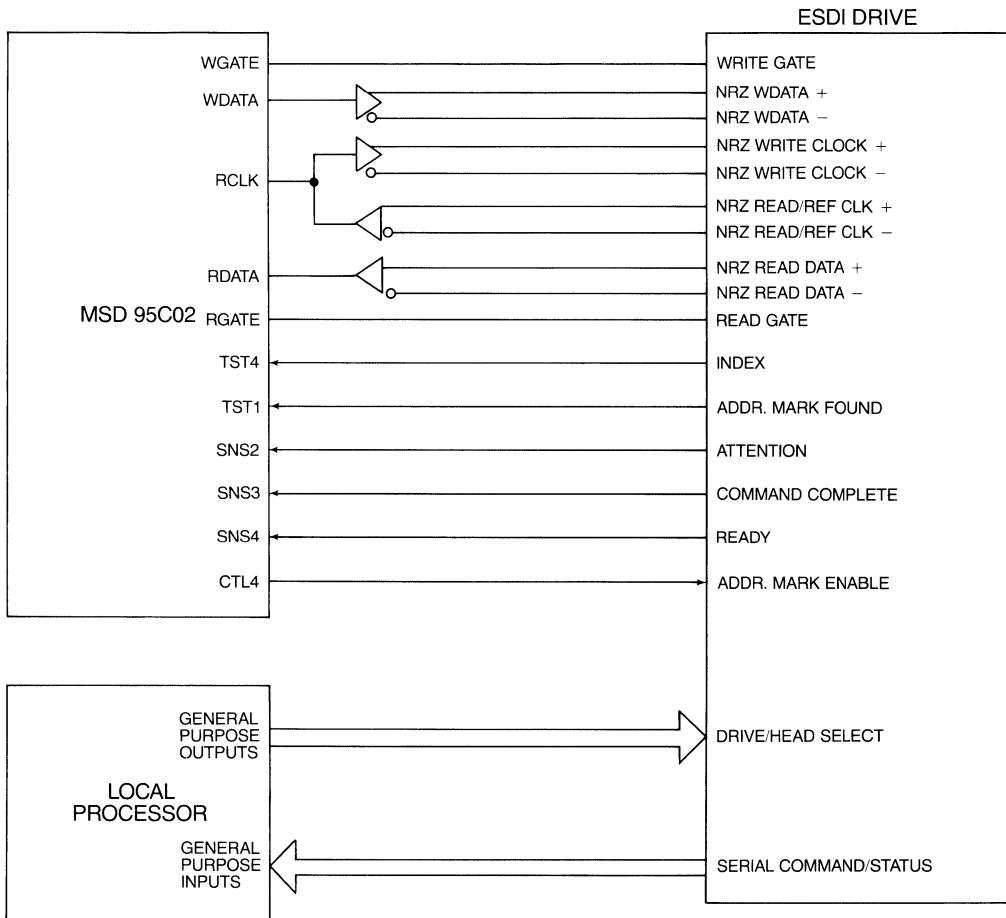 ESDI DRIVE
WGATE
WRITE GATE
WDATA
NRZ WDATA +
NRZ WDATA −
NRZ WRITE CLOCK +
NRZ WRITE CLOCK −
RCLK
NRZ READ/REF CLK +
NRZ READ/REF CLK −
RDATA
NRZ READ DATA +
NRZ READ DATA −
MSD 95C02
RGATE
READ GATE
TST4
INDEX
TST1
ADDR. MARK FOUND
SNS2
ATTENTION
SNS3
COMMAND COMPLETE
SNS4
READY
CTL4
ADDR. MARK ENABLE
GENERAL
PURPOSE
OUTPUTS
DRIVE/HEAD SELECT
LOCAL
PROCESSOR
GENERAL
PURPOSE
INPUTS
SERIAL COMMAND/STATUS